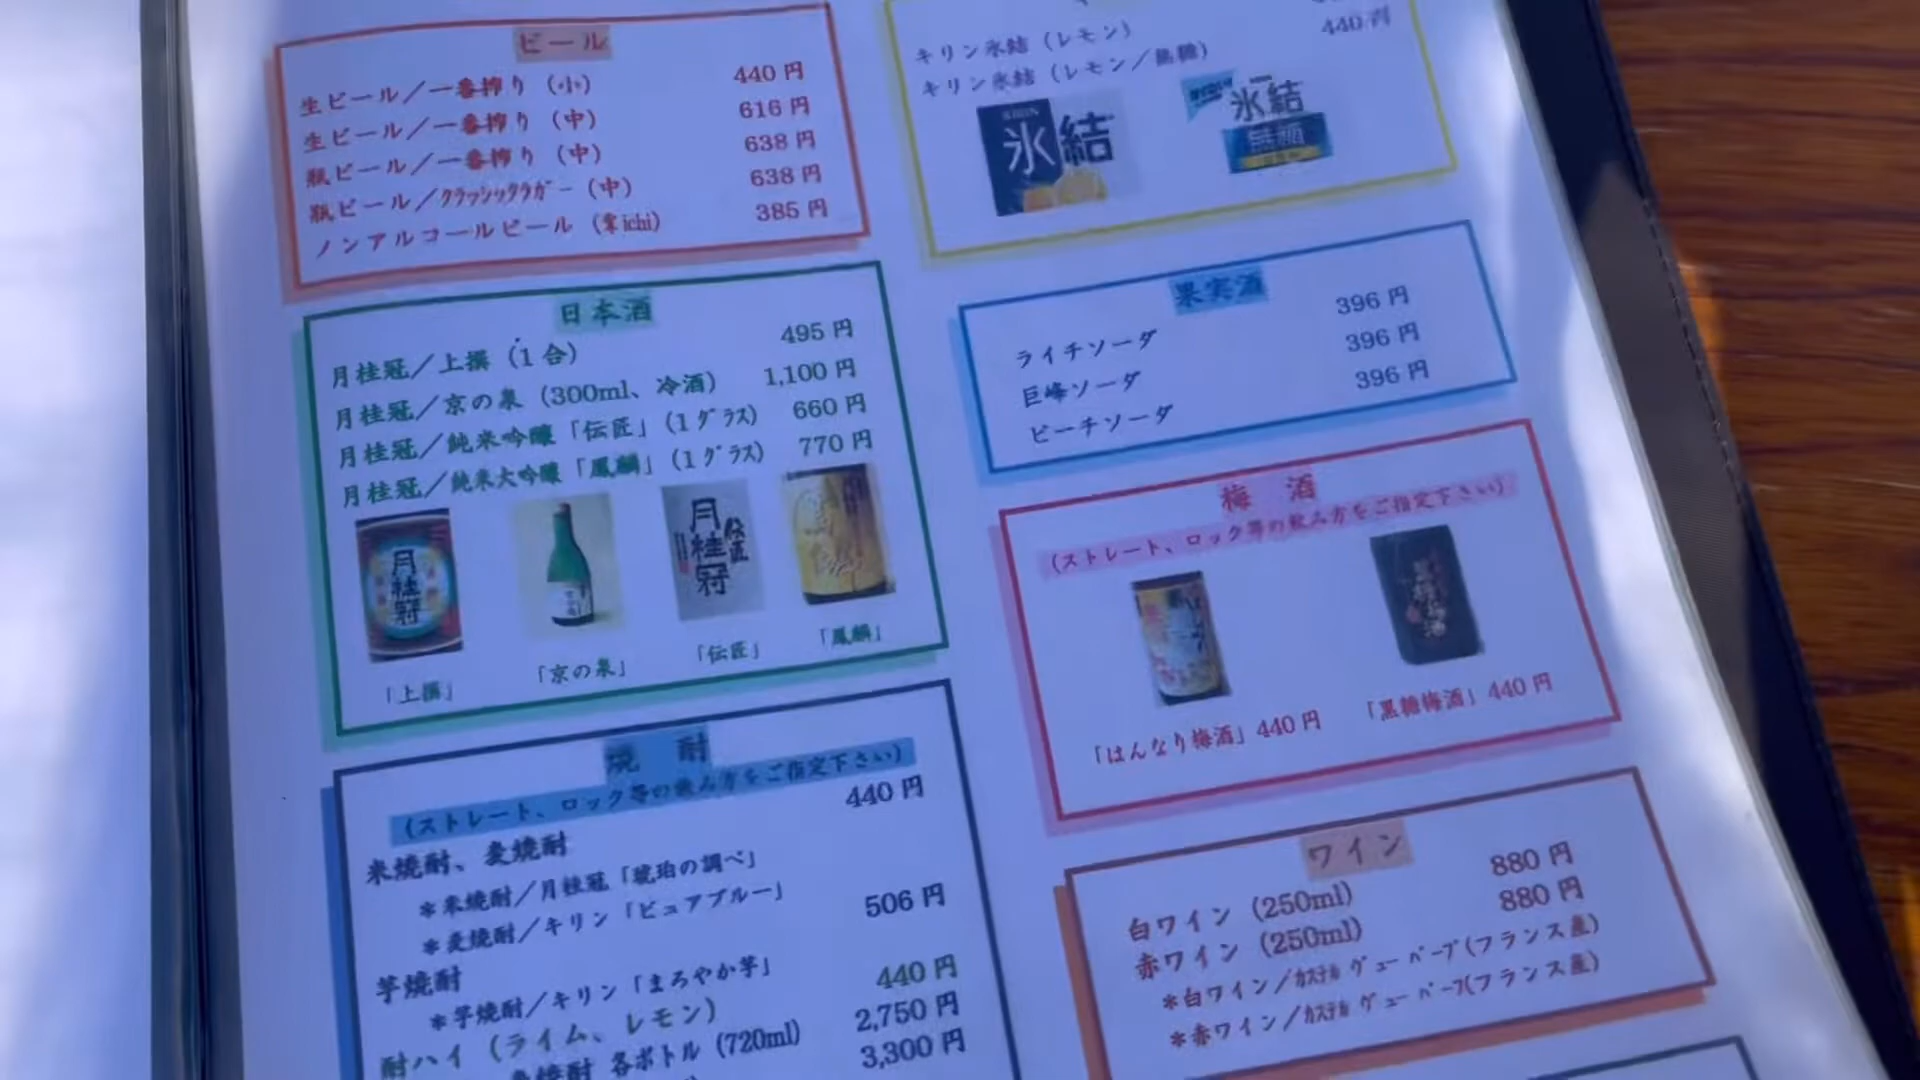 ビール
生ビール/一番搾り (小) 440円
生ビール/一番搾り (中) 616円
瓶ビール/一番搾り (中) 638円
瓶ビール/クラッシックラガー (中) 638円
ノンアルコールビール (零ichi) 385円
日本酒
月桂冠/上撰 (1合) 495円
月桂冠/京の泉 (300ml、冷酒) 1,100円
月桂冠/純米吟醸「伝匠」(1グラス) 660円
月桂冠/純米大吟醸「鳳麟」(1グラス) 770円
月桂冠
月桂冠
伝匠
「上撰」
「京の泉」
「伝匠」
「鳳麟」
焼 酎
(ストレート、ロック等の飲み方をご指定下さい)
米焼酎、麦焼酎 440円
*米焼酎/月桂冠「琥珀の調べ」
*麦焼酎/キリン「ピュアブルー」
芋焼酎 506円
*芋焼酎/キリン「まろやか芋」
酎ハイ (ライム、レモン) 440円
焼酎 各ボトル (720ml) 2,750円
3,300円
キリン氷結 (レモン)
キリン氷結 (レモン/無糖) 440円
KIRIN
氷結
氷結
無糖
果実酒
ライチソーダ 396円
巨峰ソーダ 396円
ピーチソーダ 396円
梅 酒
(ストレート、ロック等の飲み方をご指定下さい)
「はんなり梅酒」440円
「黒糖梅酒」440円
ワイン
白ワイン (250ml) 880円
赤ワイン (250ml) 880円
*白ワイン/カステル グュー バーブ(フランス産)
*赤ワイン/カステル グュー バーブ(フランス産)